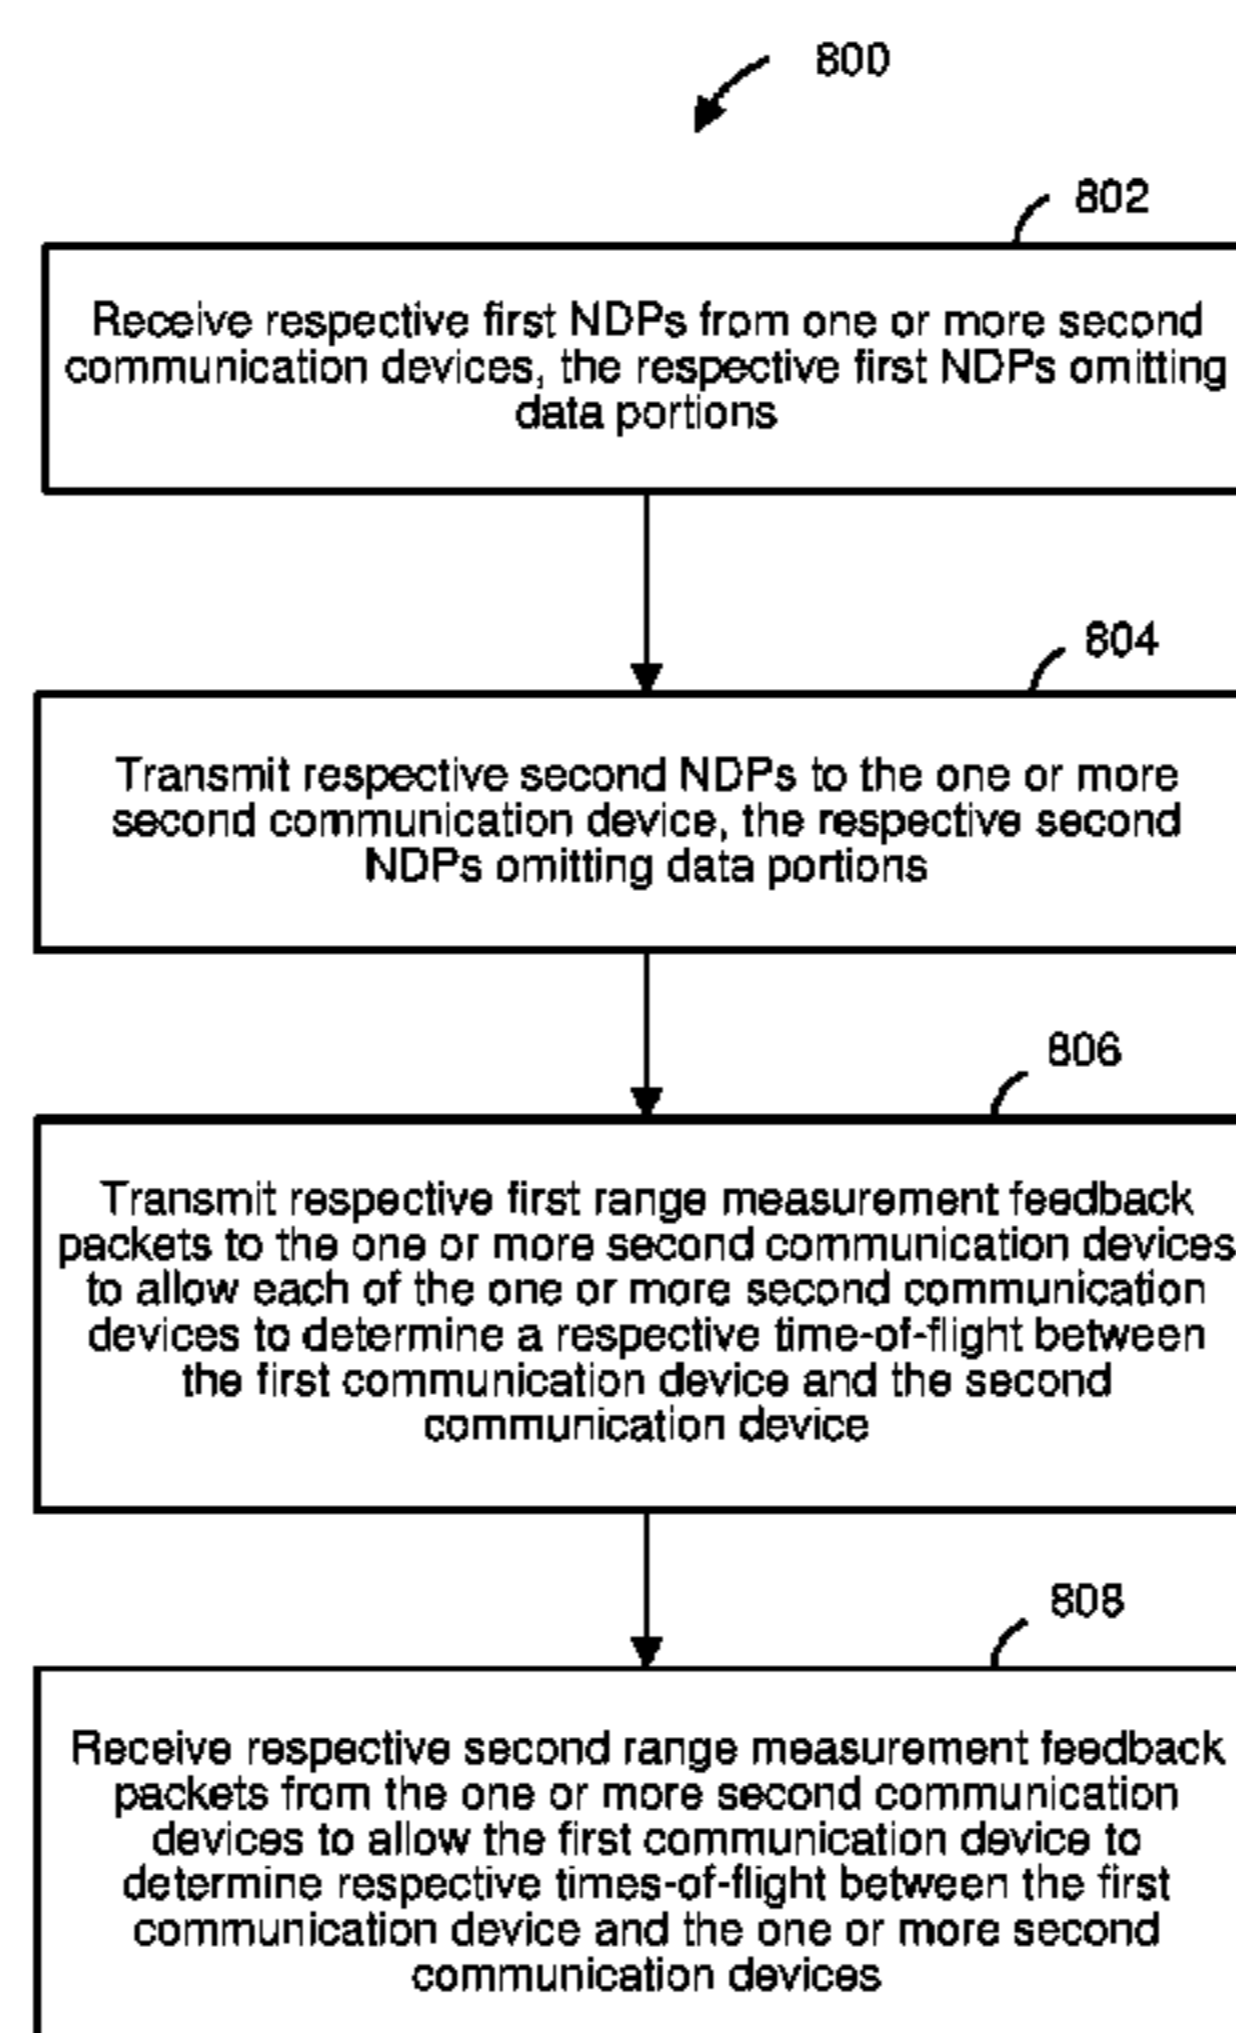 800
802
Receive respective first NDPs from one or more second
communication devices, the respective first NDPs omitting
data portions
804
Transmit respective second NDPs to the one or more
second communication device, the respective second
NDPs omitting data portions
806
Transmit respective first range measurement feedback
packets to the one or more second communication devices
to allow each of the one or more second communication
devices to determine a respective time-of-flight between
the first communication device and the second
communication device
808
Receive respective second range measurement feedback
packets from the one or more second communication
devices to allow the first communication device to
determine respective times-of-flight between the first
communication device and the one or more second
communication devices